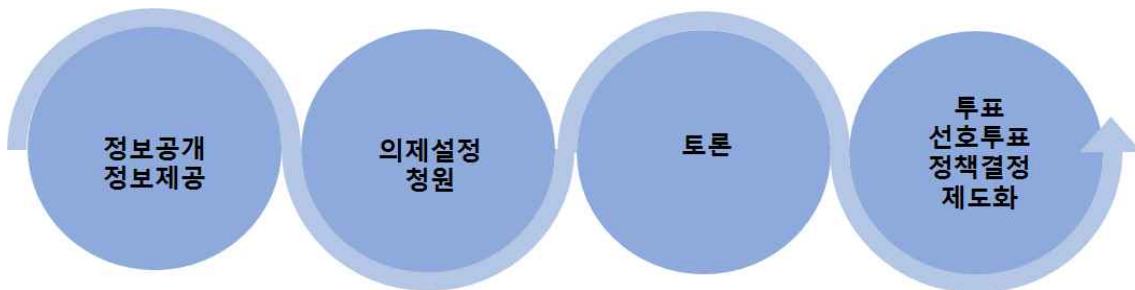 정보공개
정보제공
의제설정
청원
토론
투표
선호투표
정책결정
제도화